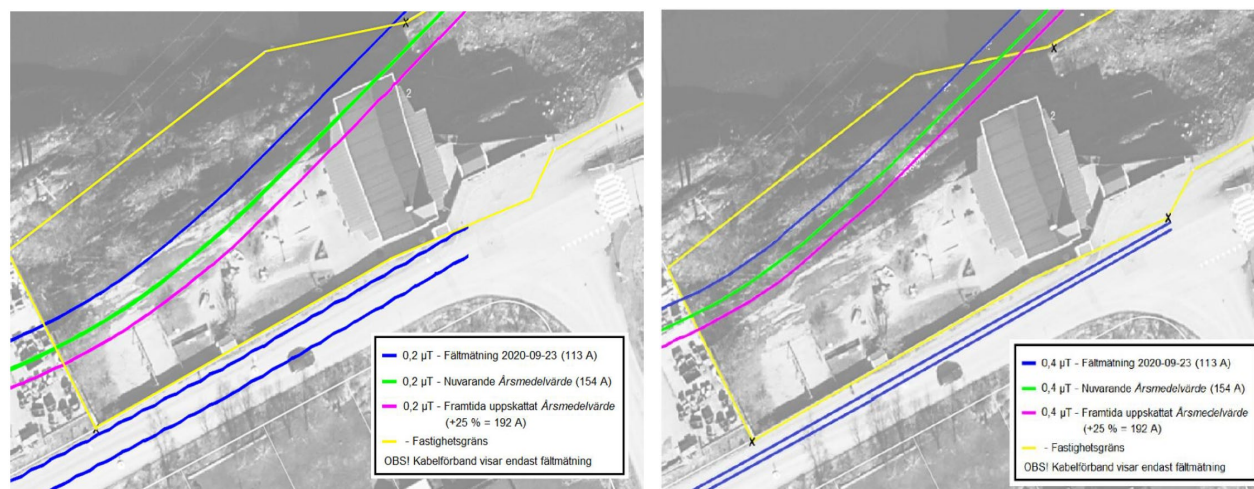 2
0,2 µT - Fältmätning 2020-09-23 (113 A)
0,2 µT - Nuvarande Årsmedelvärde (154 A)
0,2 µT - Framtida uppskattat Årsmedelvärde
(+25 % = 192 A)
- Fastighetsgräns
OBS! Kabelförband visar endast fältmätning
2
0,4 µT - Fältmätning 2020-09-23 (113 A)
0,4 µT - Nuvarande Årsmedelvärde (154 A)
0,4 µT - Framtida uppskattat Årsmedelvärde
(+25 % = 192 A)
- Fastighetsgräns
OBS! Kabelförband visar endast fältmätning